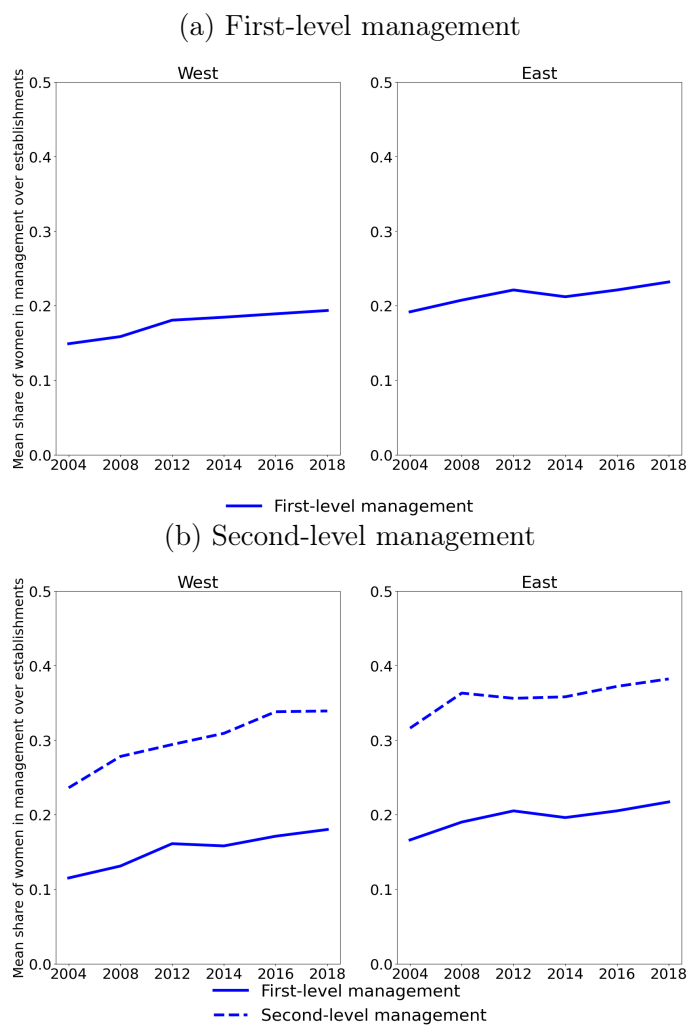 (a) First-level management
West
East
Mean share of women in management over establishments
0.5
0.4
0.3
0.2
0.1
0.0
2004 2008 2012 2014 2016 2018
0.5
0.4
0.3
0.2
0.1
0.0
2004 2008 2012 2014 2016 2018
First-level management
(b) Second-level management
West
East
Mean share of women in management over establishments
0.5
0.4
0.3
0.2
0.1
0.0
2004 2008 2012 2014 2016 2018
0.5
0.4
0.3
0.2
0.1
0.0
2004 2008 2012 2014 2016 2018
First-level management
Second-level management